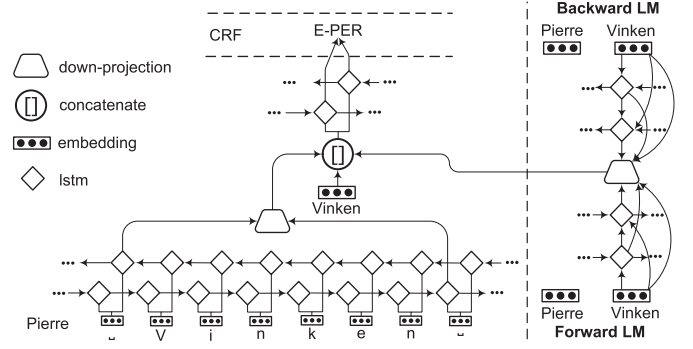 Backward LM
Pierre Vinken
CRF
E-PER
down-projection
concatenate
[]
embedding
lstm
[]
Vinken
Pierre
␣ V i n k e n ␣
Pierre Vinken
Forward LM